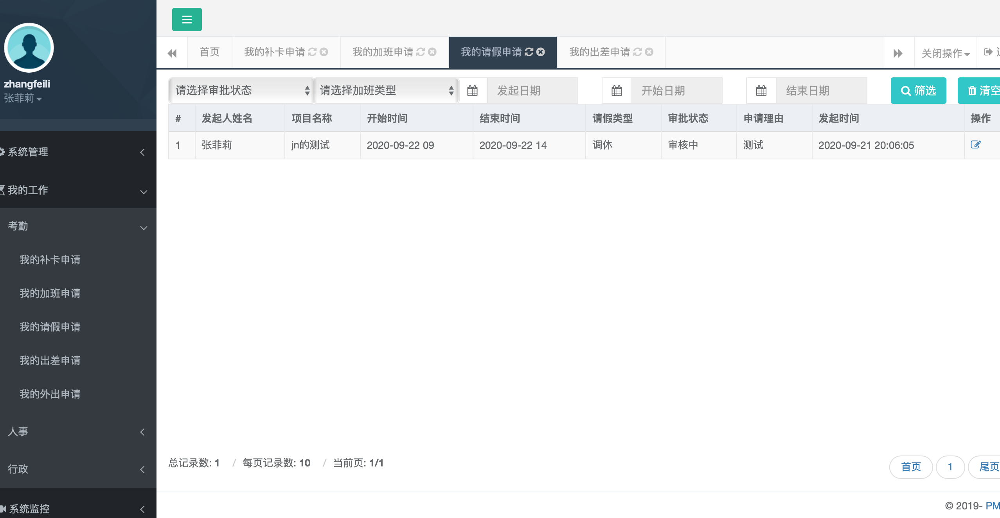 zhangfeili
张菲莉
系统管理
我的工作
考勤
我的补卡申请
我的加班申请
我的请假申请
我的出差申请
我的外出申请
人事
行政
系统监控
首页 我的补卡申请 我的加班申请 我的请假申请 我的出差申请 关闭操作
请选择审批状态 请选择加班类型 发起日期 开始日期 结束日期 筛选 清空
# 发起人姓名 项目名称 开始时间 结束时间 请假类型 审批状态 申请理由 发起时间 操作
1 张菲莉 jn的测试 2020-09-22 09 2020-09-22 14 调休 审核中 测试 2020-09-21 20:06:05
总记录数: 1 / 每页记录数: 10 / 当前页: 1/1
首页 1 尾页
© 2019- PM